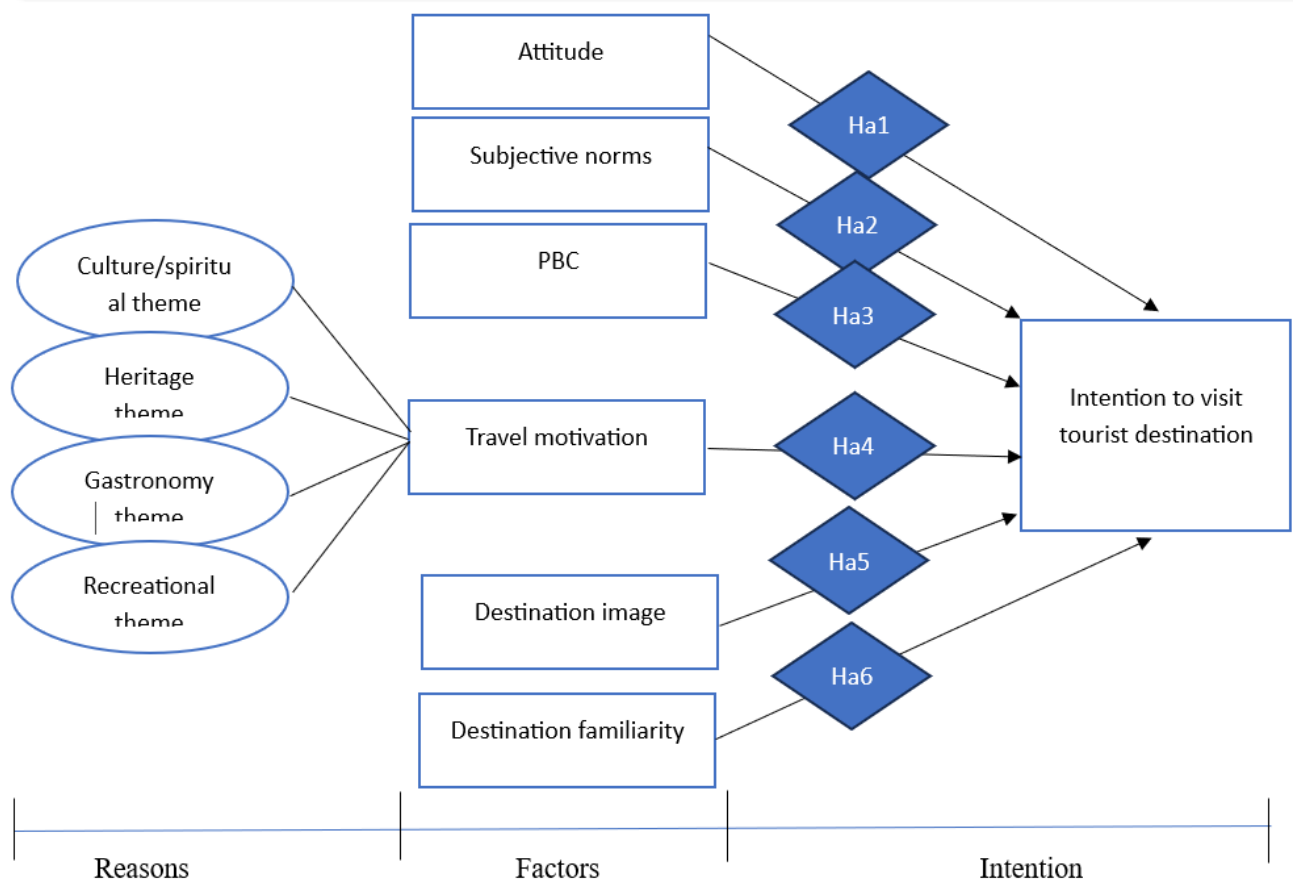 Attitude
Ha1
Subjective norms
Ha2
PBC
Ha3
Culture/spiritu
al theme
Heritage
theme
Gastronomy
theme
Recreational
theme
Travel motivation
Ha4
Intention to visit
tourist destination
Destination image
Ha5
Destination familiarity
Ha6
Reasons
Factors
Intention